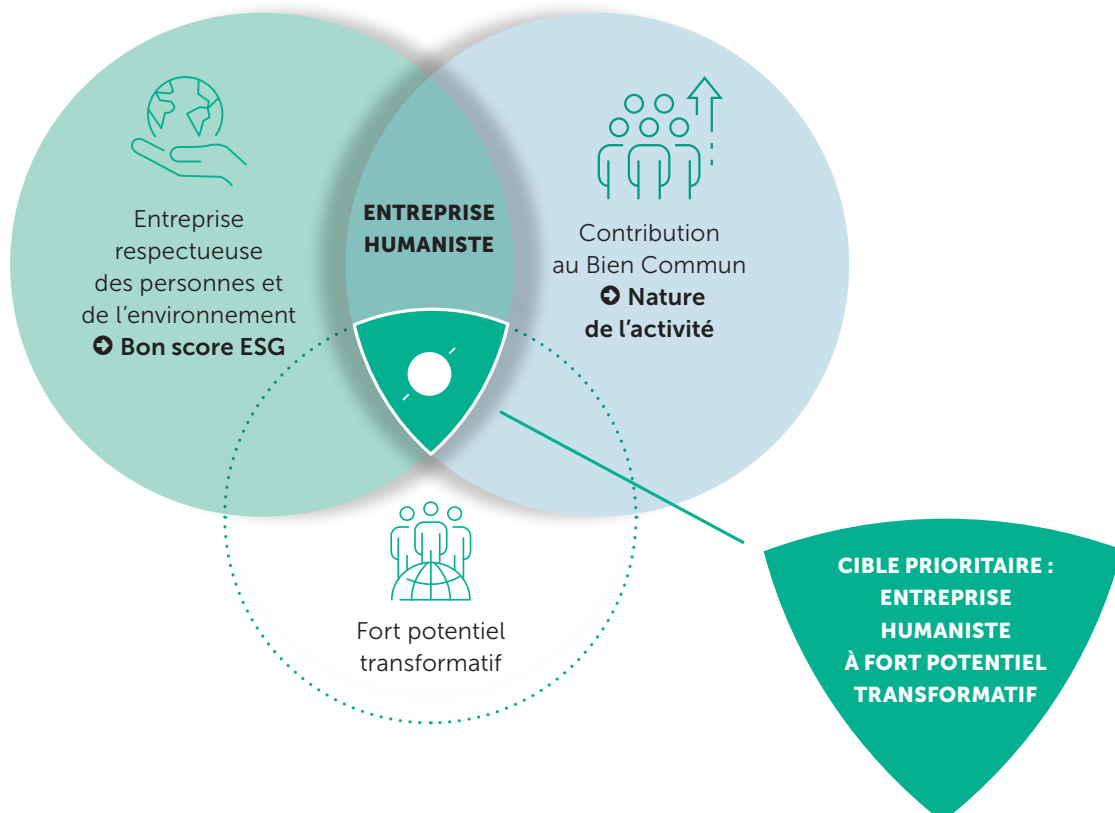 Entreprise
respectueuse
des personnes et
de l’environnement
➲ Bon score ESG
ENTREPRISE
HUMANISTE
Contribution
au Bien Commun
➲ Nature
de l’activité
Fort potentiel
transformatif
CIBLE PRIORITAIRE :
ENTREPRISE
HUMANISTE
À FORT POTENTIEL
TRANSFORMATIF